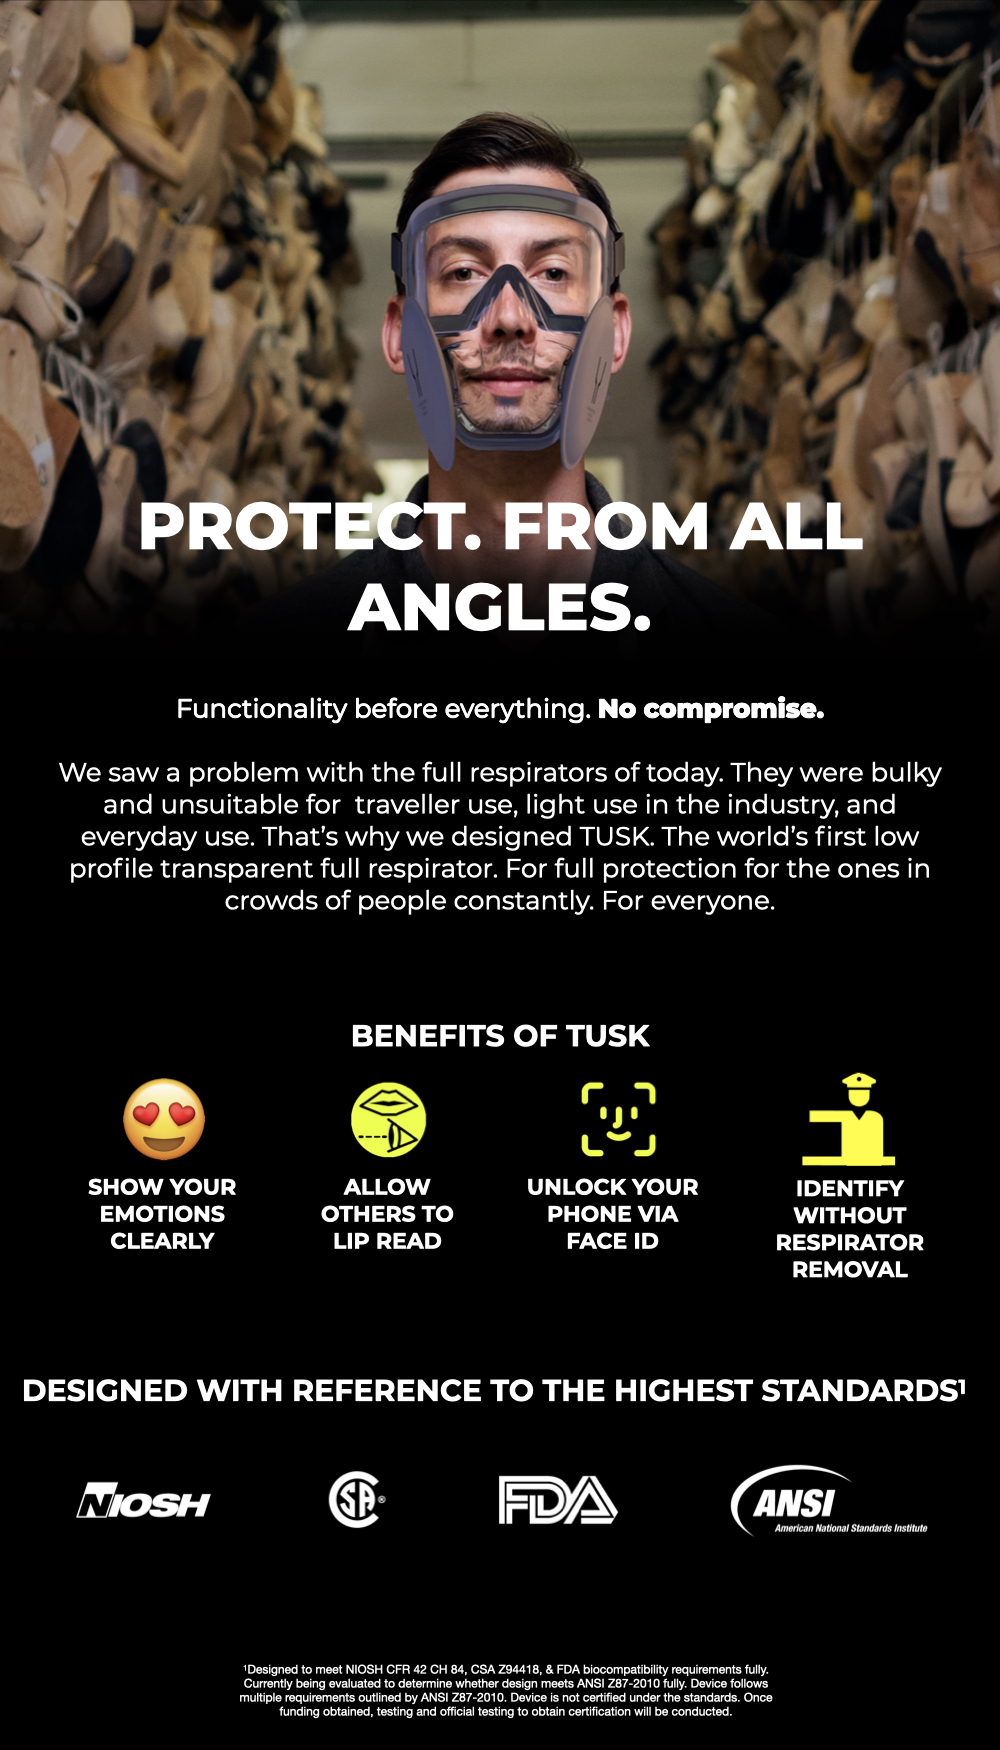 PROTECT. FROM ALL
ANGLES.
Functionality before everything. No compromise.
We saw a problem with the full respirators of today. They were bulky
and unsuitable for  traveller use, light use in the industry, and
everyday use. That's why we designed TUSK. The world's first low
profile transparent full respirator. For full protection for the ones in
crowds of people constantly. For everyone.
BENEFITS OF TUSK
SHOW YOUR
EMOTIONS
CLEARLY
ALLOW
OTHERS TO
LIP READ
UNLOCK YOUR
PHONE VIA
FACE ID
IDENTIFY
WITHOUT
RESPIRATOR
REMOVAL
DESIGNED WITH REFERENCE TO THE HIGHEST STANDARDS¹
NIOSH
CSA®
FDA
ANSI
American National Standards Institute
¹Designed to meet NIOSH CFR 42 CH 84, CSA Z94418, & FDA biocompatibility requirements fully.
Currently being evaluated to determine whether design meets ANSI Z87-2010 fully. Device follows
multiple requirements outlined by ANSI Z87-2010. Device is not certified under the standards. Once
funding obtained, testing and official testing to obtain certification will be conducted.